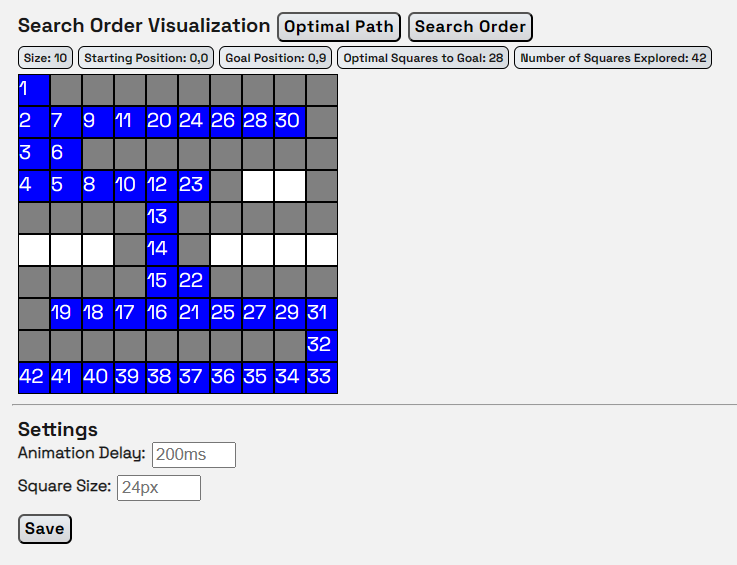 Search Order Visualization Optimal Path Search Order
Size: 10 Starting Position: 0,0 Goal Position: 0,9 Optimal Squares to Goal: 28 Number of Squares Explored: 42
1
2 7 9 11 20 24 26 28 30
3 6
4 5 8 10 12 23
13
14
15 22
19 18 17 16 21 25 27 29 31
32
42 41 40 39 38 37 36 35 34 33
Settings
Animation Delay: 200ms
Square Size: 24px
Save